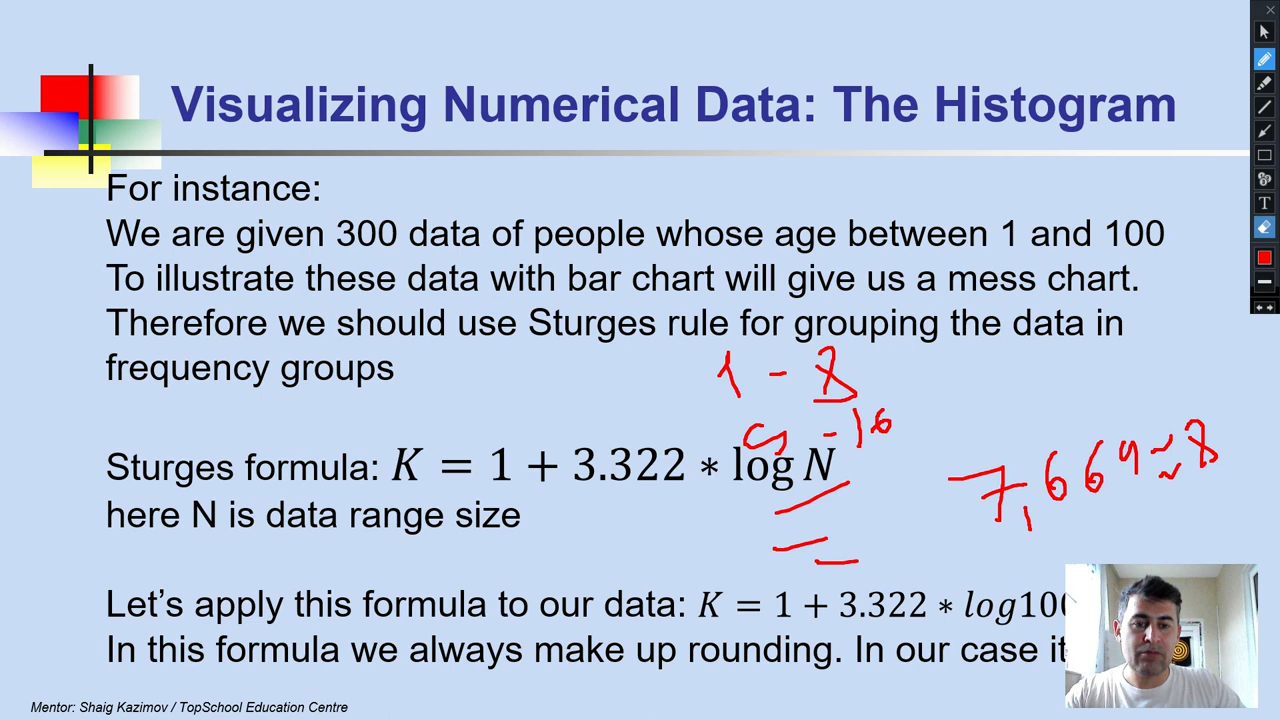 Visualizing Numerical Data: The Histogram
For instance:
We are given 300 data of people whose age between 1 and 100
To illustrate these data with bar chart will give us a mess chart.
Therefore we should use Sturges rule for grouping the data in
frequency groups
1 - 8
9 - 16
Sturges formula: K = 1 + 3.322 ∗ log N
7,669 ≈ 8
here N is data range size
Let's apply this formula to our data: K = 1 + 3.322 ∗ log100
In this formula we always make up rounding. In our case it
Mentor: Shaig Kazimov / TopSchool Education Centre